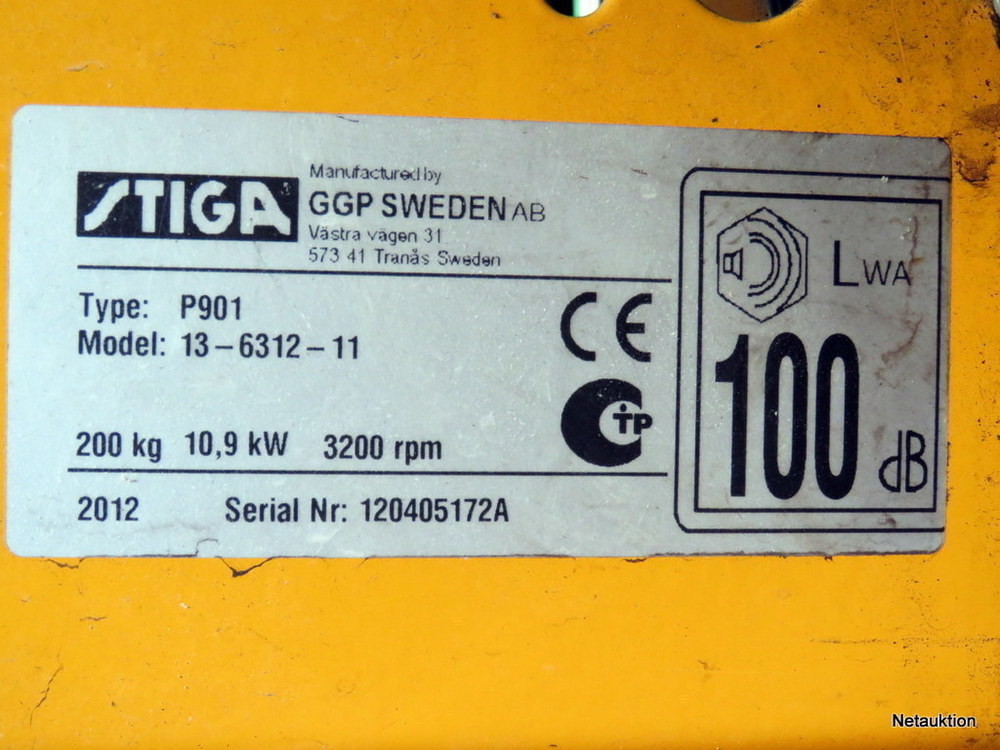 STIGA
Manufactured by
GGP SWEDEN AB
Västra vägen 31
573 41 Tranås Sweden
Type: P901
Model: 13-6312-11
CE
TP
200 kg 10,9 kW 3200 rpm
2012 Serial Nr: 120405172A
LWA
100
dB
Netauktion